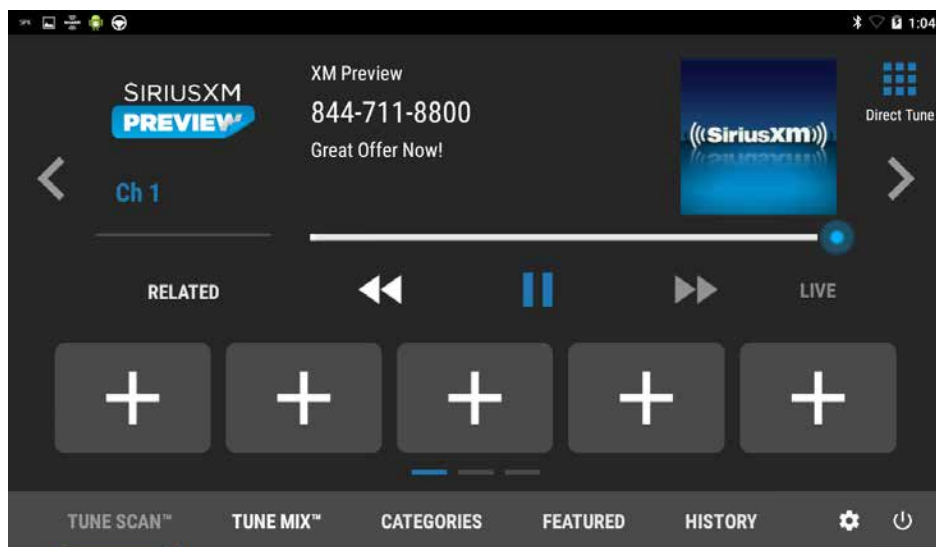 1:04
SIRIUSXM
PREVIEW
XM Preview
844-711-8800
Great Offer Now!
((SiriusXM))
Direct Tune
Ch 1
RELATED
LIVE
TUNE SCAN™
TUNE MIX™
CATEGORIES
FEATURED
HISTORY